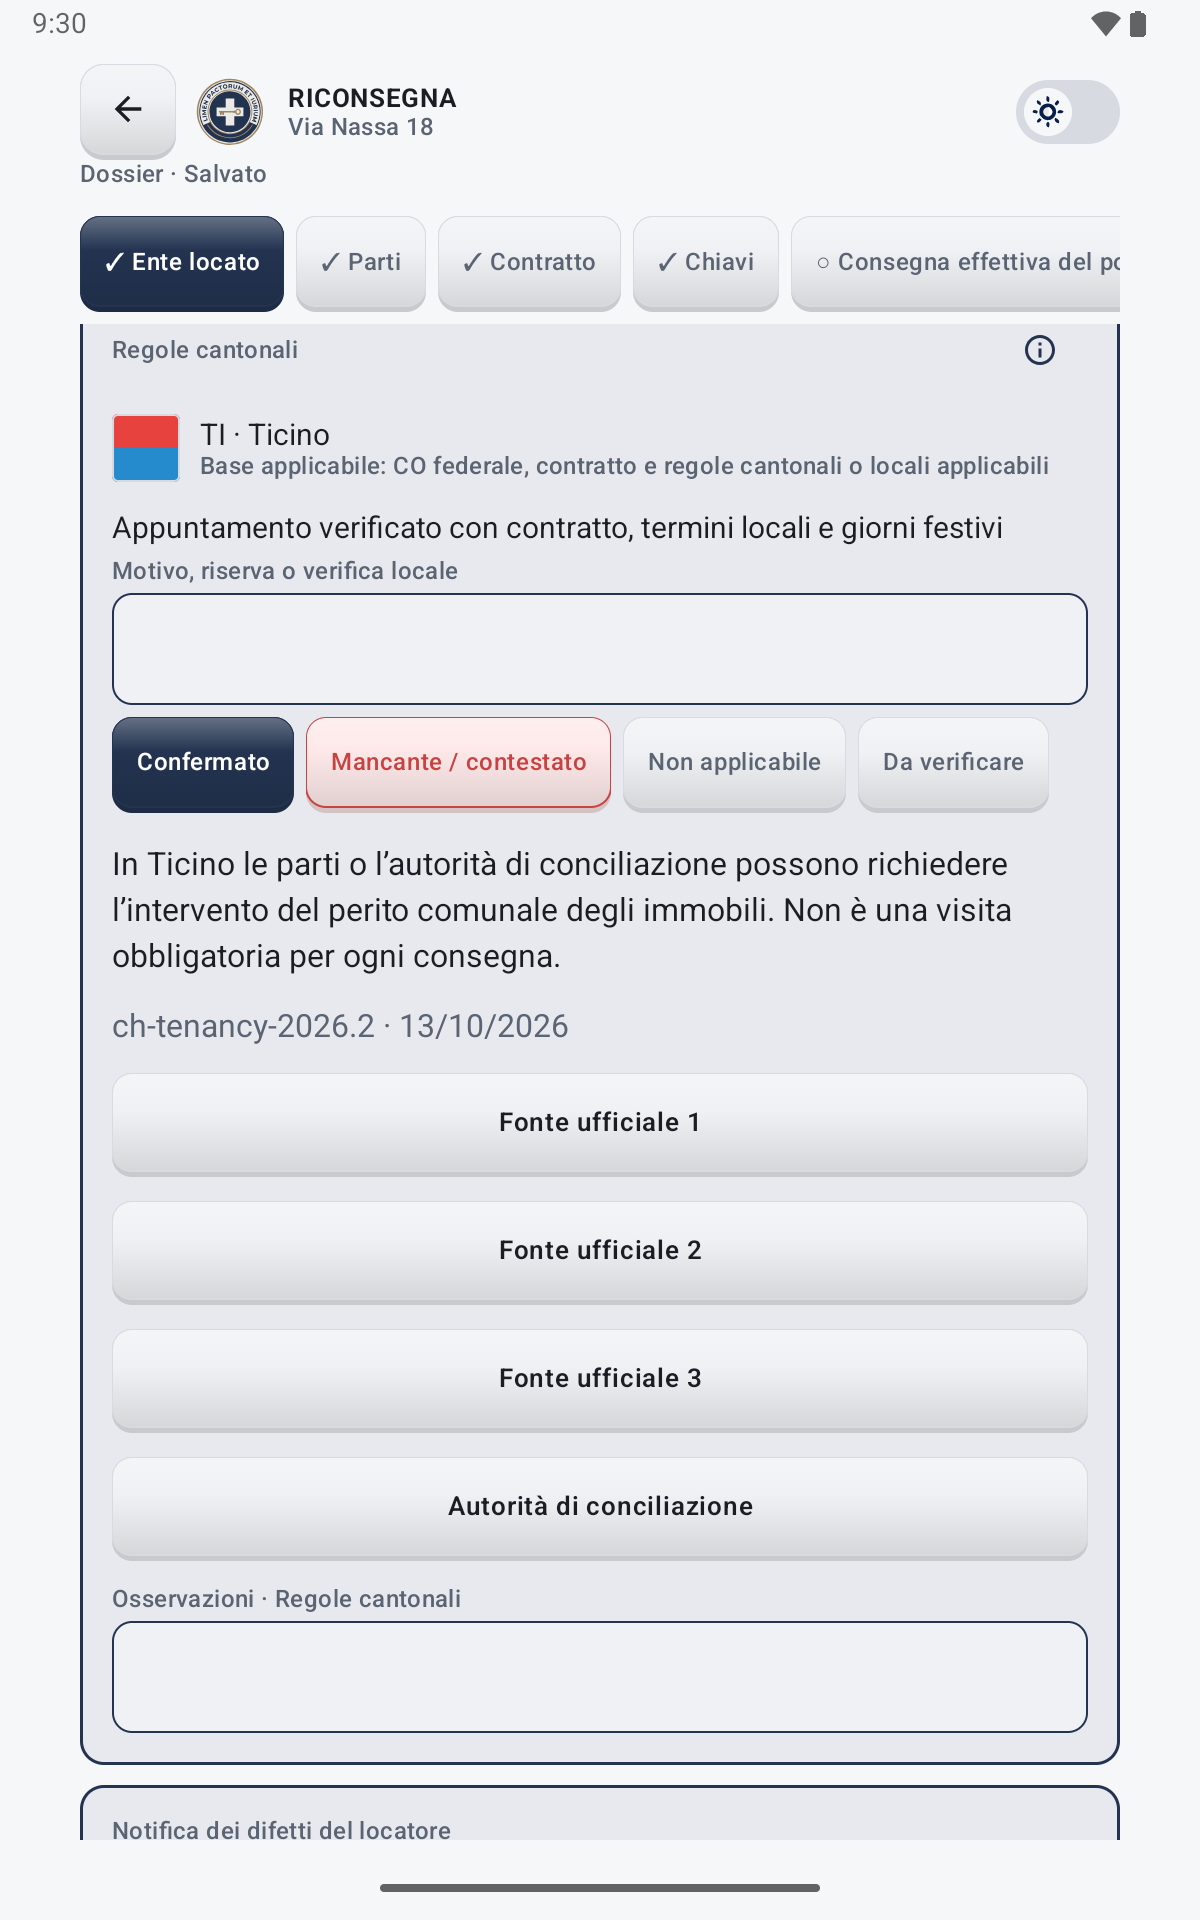 9:30
LIMEN PACTORUM ET IURIUM
RICONSEGNA
Via Nassa 18
Dossier · Salvato
✓ Ente locato
✓ Parti
✓ Contratto
✓ Chiavi
○ Consegna effettiva del po
Regole cantonali
TI · Ticino
Base applicabile: CO federale, contratto e regole cantonali o locali applicabili
Appuntamento verificato con contratto, termini locali e giorni festivi
Motivo, riserva o verifica locale
Confermato
Mancante / contestato
Non applicabile
Da verificare
In Ticino le parti o l’autorità di conciliazione possono richiedere
l’intervento del perito comunale degli immobili. Non è una visita
obbligatoria per ogni consegna.
ch-tenancy-2026.2 · 13/10/2026
Fonte ufficiale 1
Fonte ufficiale 2
Fonte ufficiale 3
Autorità di conciliazione
Osservazioni · Regole cantonali
Notifica dei difetti del locatore